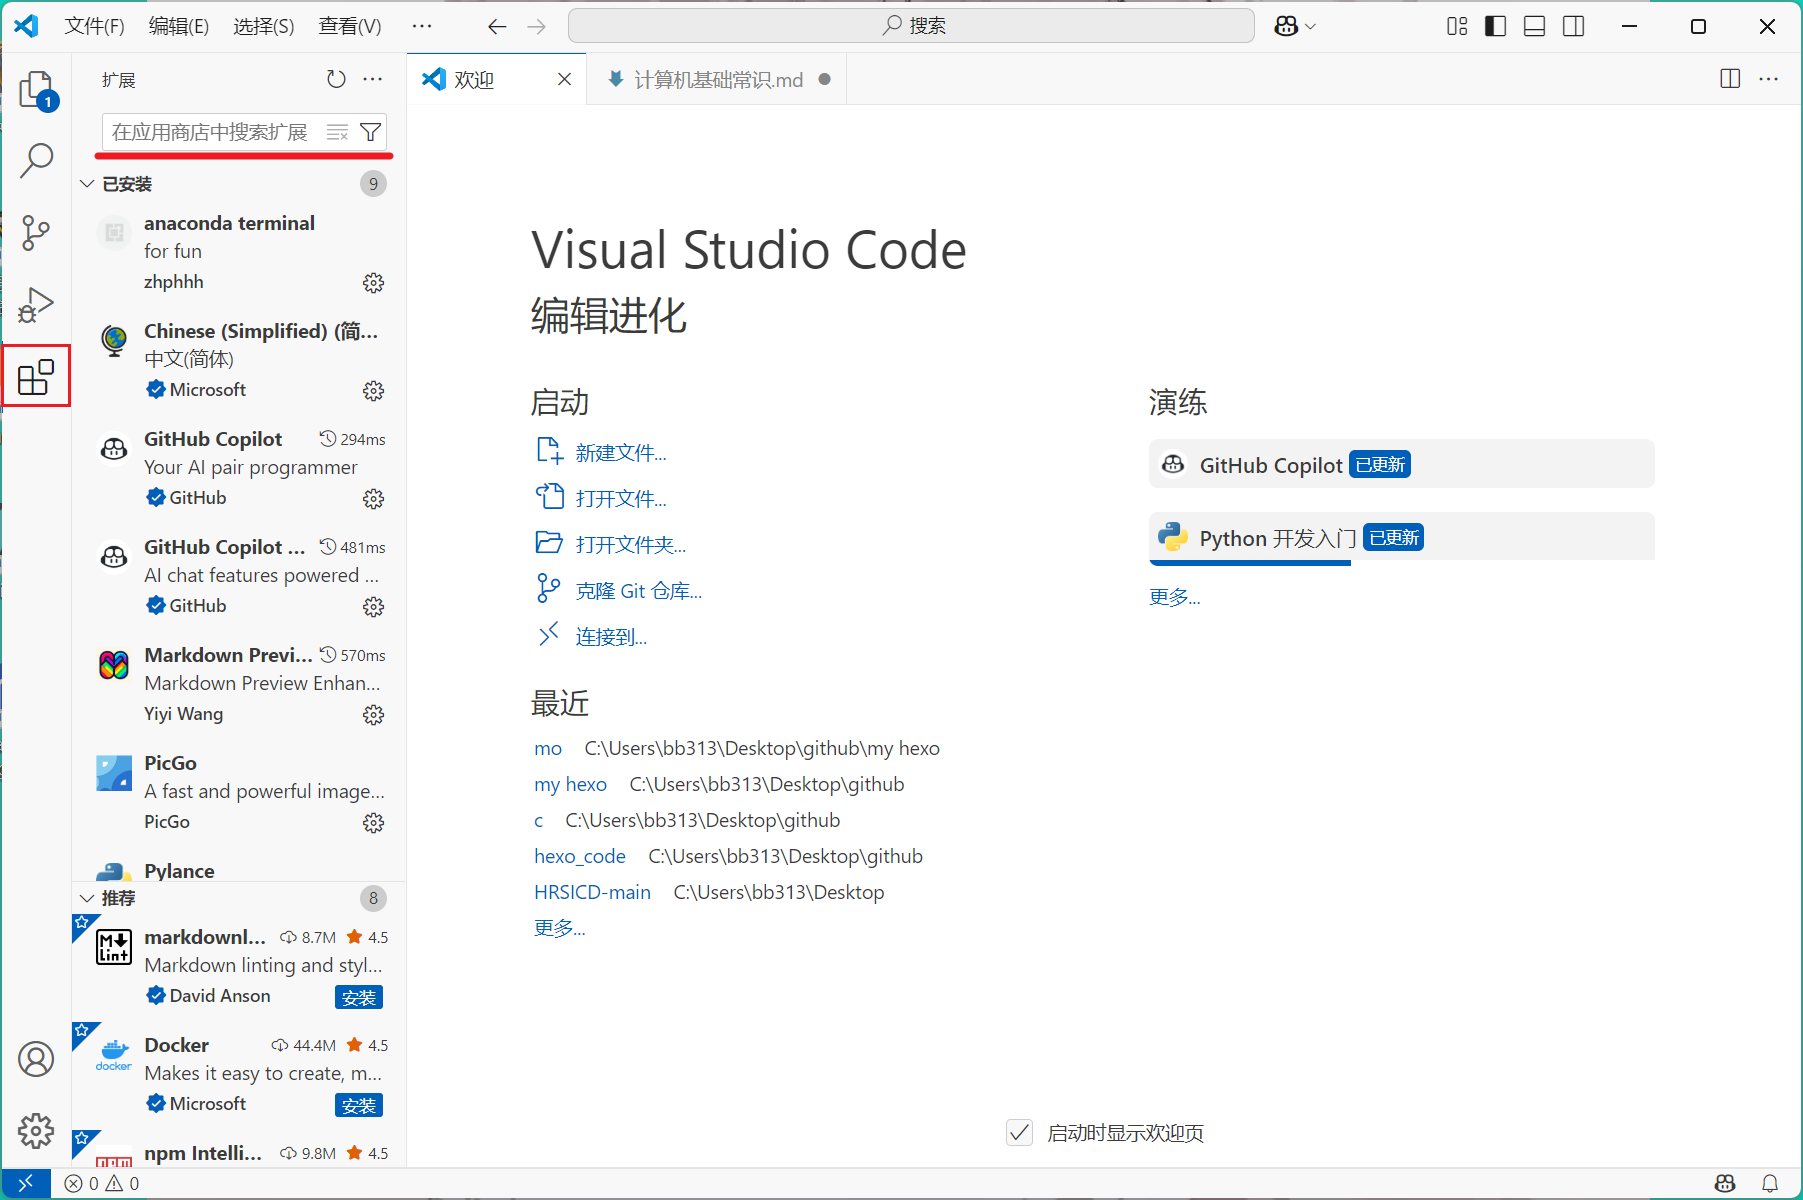 文件(F) 编辑(E) 选择(S) 查看(V) ··· 搜索
1
扩展
在应用商店中搜索扩展
已安装 9
anaconda terminal
for fun
zhphhh
Chinese (Simplified) (简...
中文(简体)
Microsoft
GitHub Copilot 294ms
Your AI pair programmer
GitHub
GitHub Copilot ... 481ms
AI chat features powered ...
GitHub
Markdown Previ... 570ms
Markdown Preview Enhan...
Yiyi Wang
PicGo
A fast and powerful image...
PicGo
Pylance
推荐 8
markdownl... 8.7M 4.5
M Lint
Markdown linting and styl...
David Anson 安装
Docker 44.4M 4.5
docker
Makes it easy to create, m...
Microsoft 安装
npm Intelli... 9.8M 4.5
欢迎 计算机基础常识.md
Visual Studio Code
编辑进化
启动
新建文件...
打开文件...
打开文件夹...
克隆 Git 仓库...
连接到...
最近
mo C:\Users\bb313\Desktop\github\my hexo
my hexo C:\Users\bb313\Desktop\github
c C:\Users\bb313\Desktop\github
hexo_code C:\Users\bb313\Desktop\github
HRSICD-main C:\Users\bb313\Desktop
更多...
演练
GitHub Copilot 已更新
Python 开发入门 已更新
更多...
启动时显示欢迎页
0 0